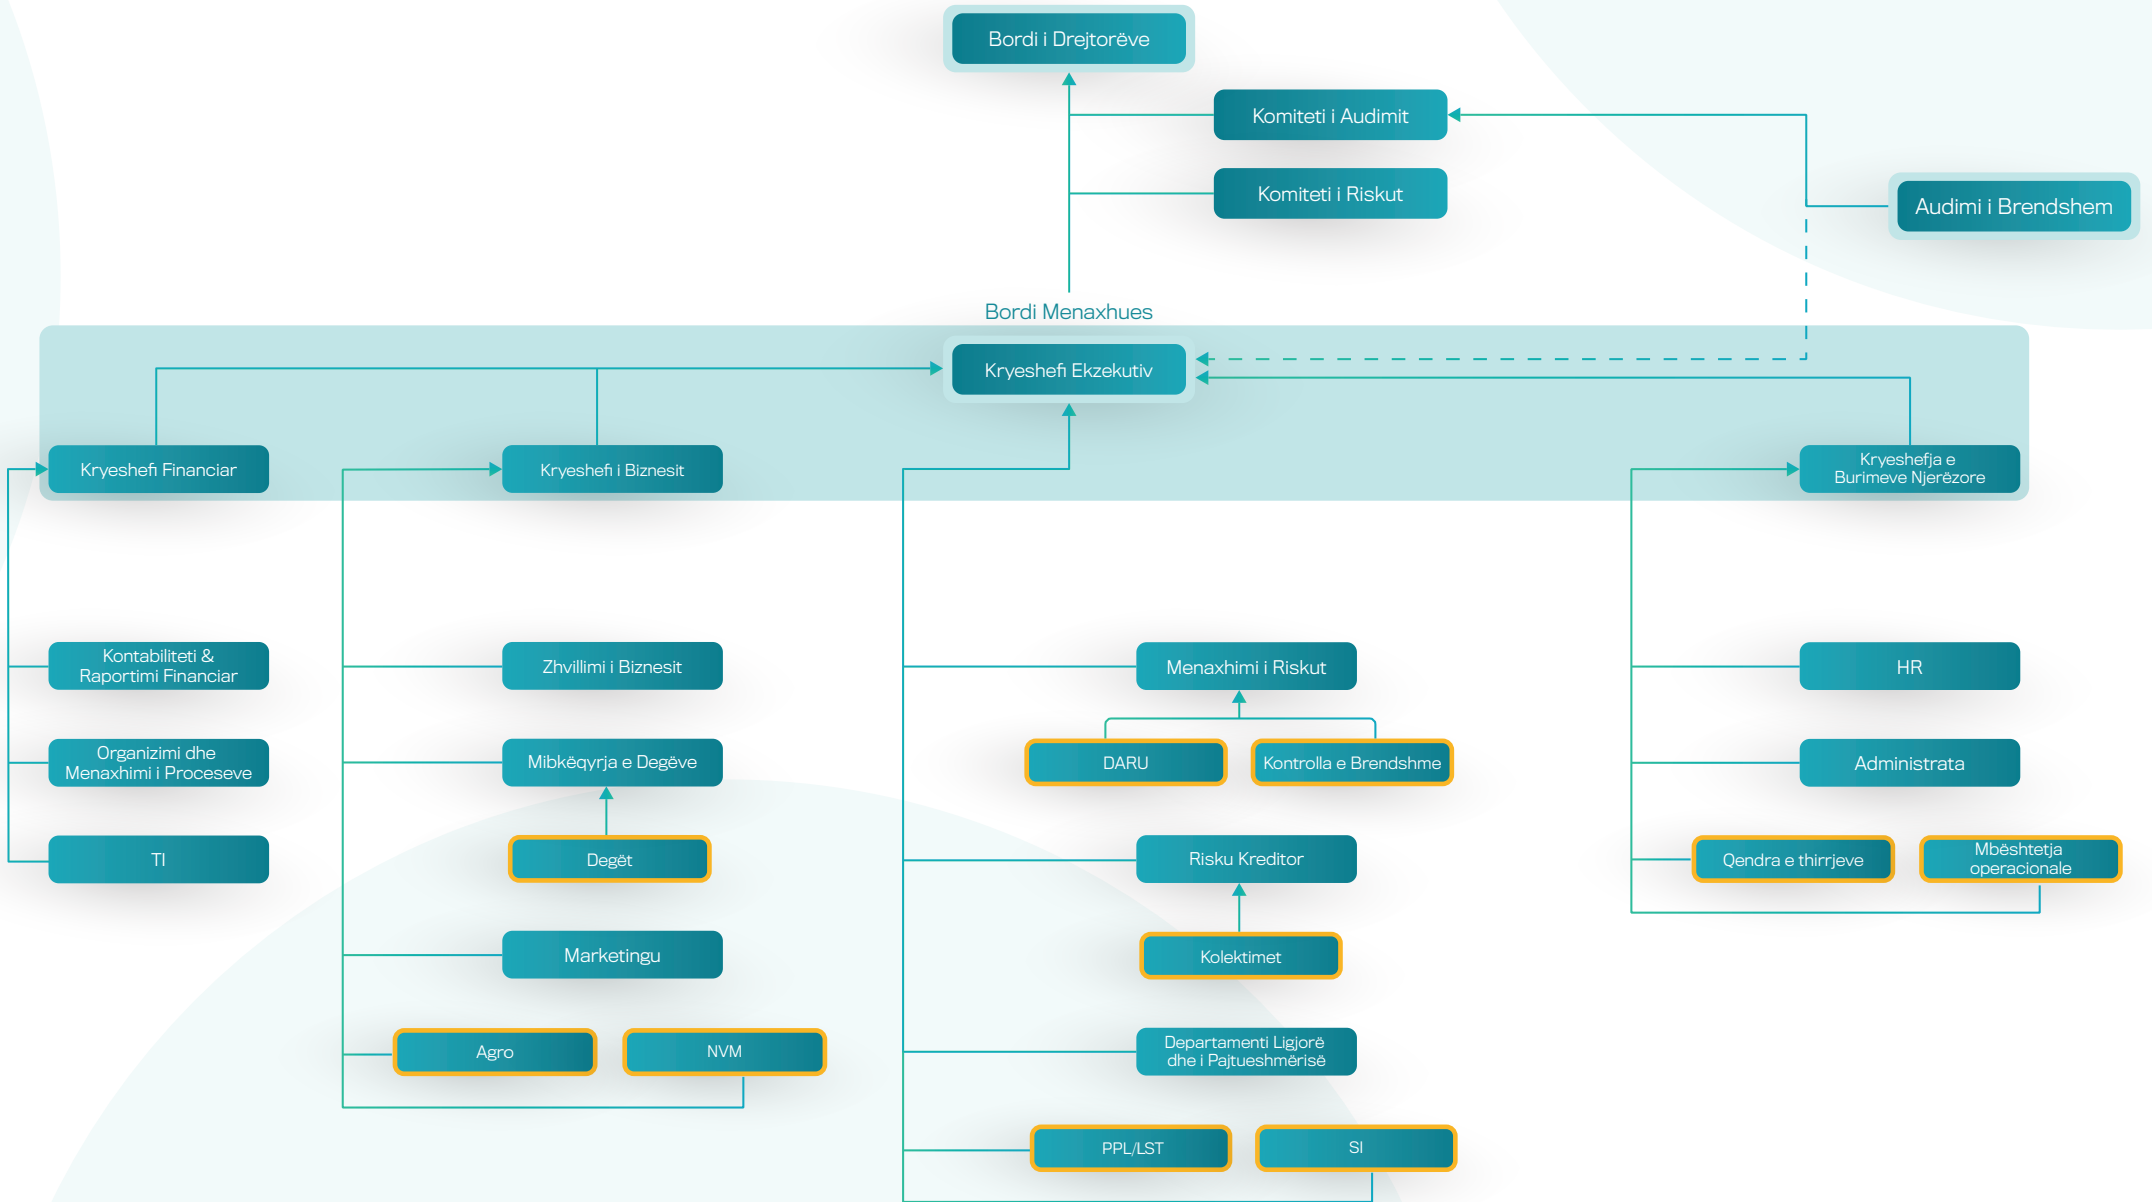 Bordi i Drejtorëve
Komiteti i Audimit
Komiteti i Riskut
Audimi i Brendshem
Bordi Menaxhues
Kryeshefi Ekzekutiv
Kryeshefi Financiar
Kryeshefi i Biznesit
Kryeshefja e
Burimeve Njerëzore
Kontabiliteti &
Raportimi Financiar
Zhvillimi i Biznesit
Menaxhimi i Riskut
HR
Organizimi dhe
Menaxhimi i Proceseve
Mibkëqyrja e Degëve
DARU
Kontrolla e Brendshme
Administrata
TI
Degët
Risku Kreditor
Qendra e thirrjeve
Mbështetja
operacionale
Marketingu
Kolektimet
Agro
NVM
Departamenti Ligjorë
dhe i Pajtueshmërisë
PPL/LST
SI